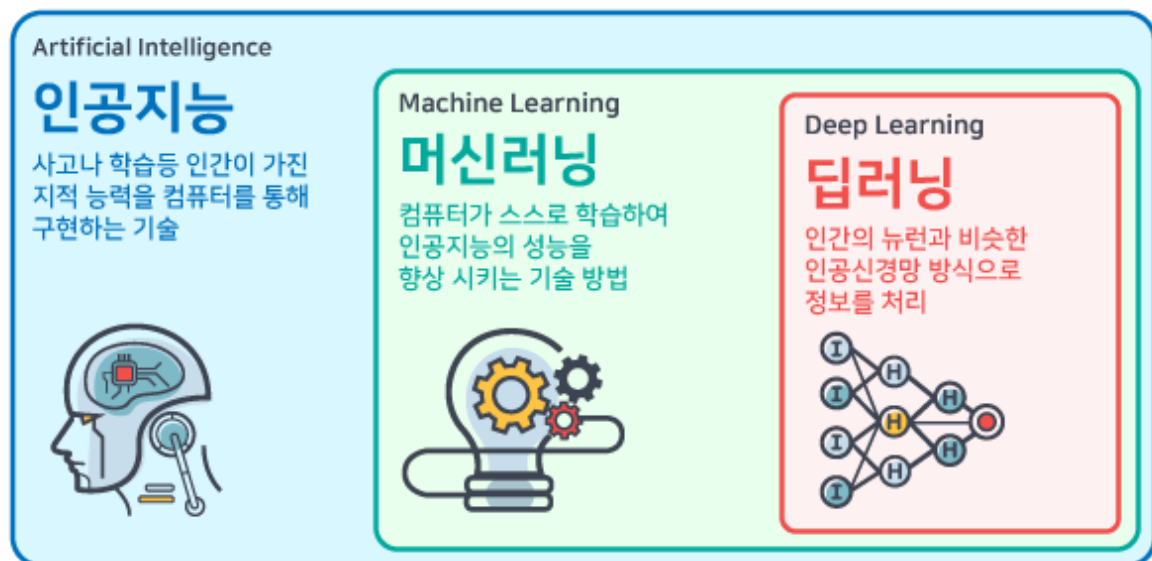 Artificial Intelligence
인공지능
사고나 학습등 인간이 가진
지적 능력을 컴퓨터를 통해
구현하는 기술
Machine Learning
머신러닝
컴퓨터가 스스로 학습하여
인공지능의 성능을
향상 시키는 기술 방법
Deep Learning
딥러닝
인간의 뉴런과 비슷한
인공신경망 방식으로
정보를 처리
I
H
I
H
H
I
H
H
I